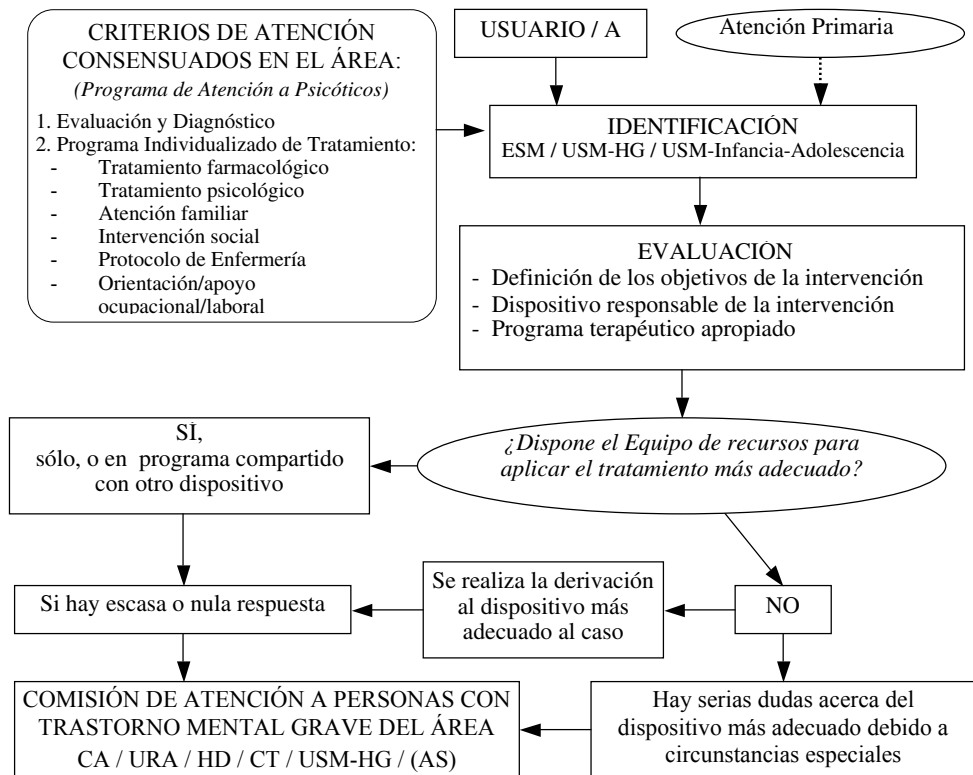 CRITERIOS DE ATENCIÓN
CONSENSUADOS EN EL ÁREA:
(Programa de Atención a Psicóticos)
1. Evaluación y Diagnóstico
2. Programa Individualizado de Tratamiento:
- Tratamiento farmacológico
- Tratamiento psicológico
- Atención familiar
- Intervención social
- Protocolo de Enfermería
- Orientación/apoyo
ocupacional/laboral
USUARIO / A
Atención Primaria
IDENTIFICACIÓN
ESM / USM-HG / USM-Infancia-Adolescencia
EVALUACIÓN
- Definición de los objetivos de la intervención
- Dispositivo responsable de la intervención
- Programa terapéutico apropiado
¿Dispone el Equipo de recursos para
aplicar el tratamiento más adecuado?
SÍ,
sólo, o en programa compartido
con otro dispositivo
Si hay escasa o nula respuesta
Se realiza la derivación
al dispositivo más
adecuado al caso
NO
COMISIÓN DE ATENCIÓN A PERSONAS CON
TRASTORNO MENTAL GRAVE DEL ÁREA
CA / URA / HD / CT / USM-HG / (AS)
Hay serias dudas acerca del
dispositivo más adecuado debido a
circunstancias especiales